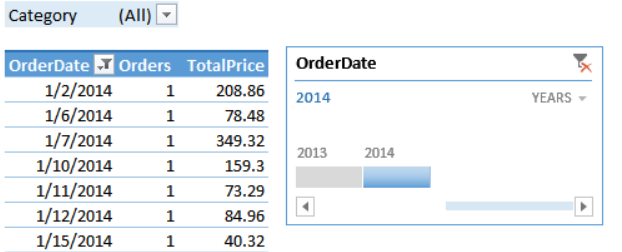 Category (All)
OrderDate Orders TotalPrice
1/2/2014 1 208.86
1/6/2014 1 78.48
1/7/2014 1 349.32
1/10/2014 1 159.3
1/11/2014 1 73.29
1/12/2014 1 84.96
1/15/2014 1 40.32
OrderDate
2014 YEARS
2013 2014